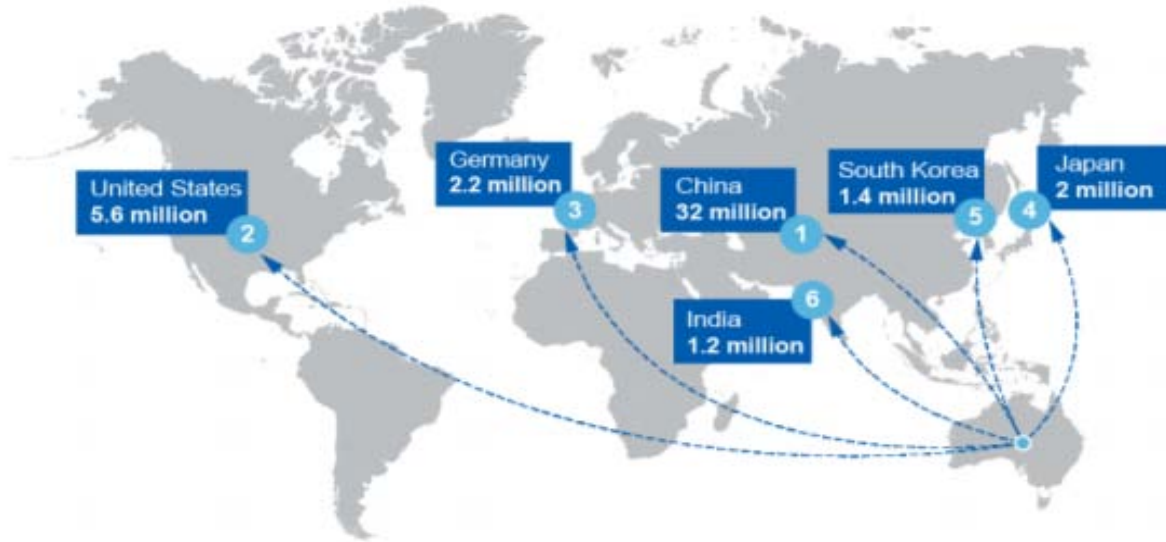 United States
5.6 million
2
Germany
2.2 million
3
China
32 million
1
South Korea
1.4 million
5
Japan
2 million
4
India
1.2 million
6